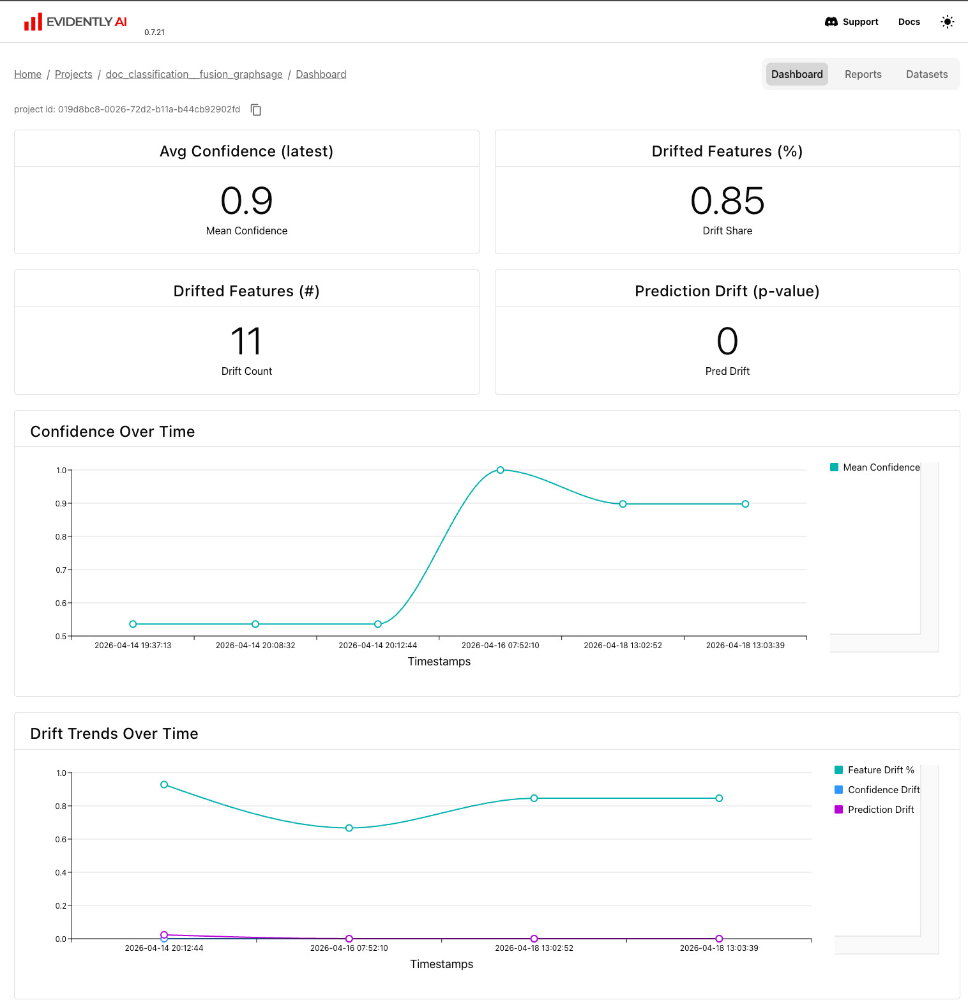 EVIDENTLY AI
0.7.21
Support
Docs
Home / Projects / doc_classification__fusion_graphsage / Dashboard
Dashboard
Reports
Datasets
project id: 019d8bc8-0026-72d2-b11a-b44cb92902fd
Avg Confidence (latest)
0.9
Mean Confidence
Drifted Features (%)
0.85
Drift Share
Drifted Features (#)
11
Drift Count
Prediction Drift (p-value)
0
Pred Drift
Confidence Over Time
1.0
0.9
0.8
0.7
0.6
0.5
2026-04-14 19:37:13
2026-04-14 20:08:32
2026-04-14 20:12:44
2026-04-16 07:52:10
2026-04-18 13:02:52
2026-04-18 13:03:39
Timestamps
Mean Confidence
Drift Trends Over Time
1.0
0.8
0.6
0.4
0.2
0.0
2026-04-14 20:12:44
2026-04-16 07:52:10
2026-04-18 13:02:52
2026-04-18 13:03:39
Timestamps
Feature Drift %
Confidence Drift
Prediction Drift